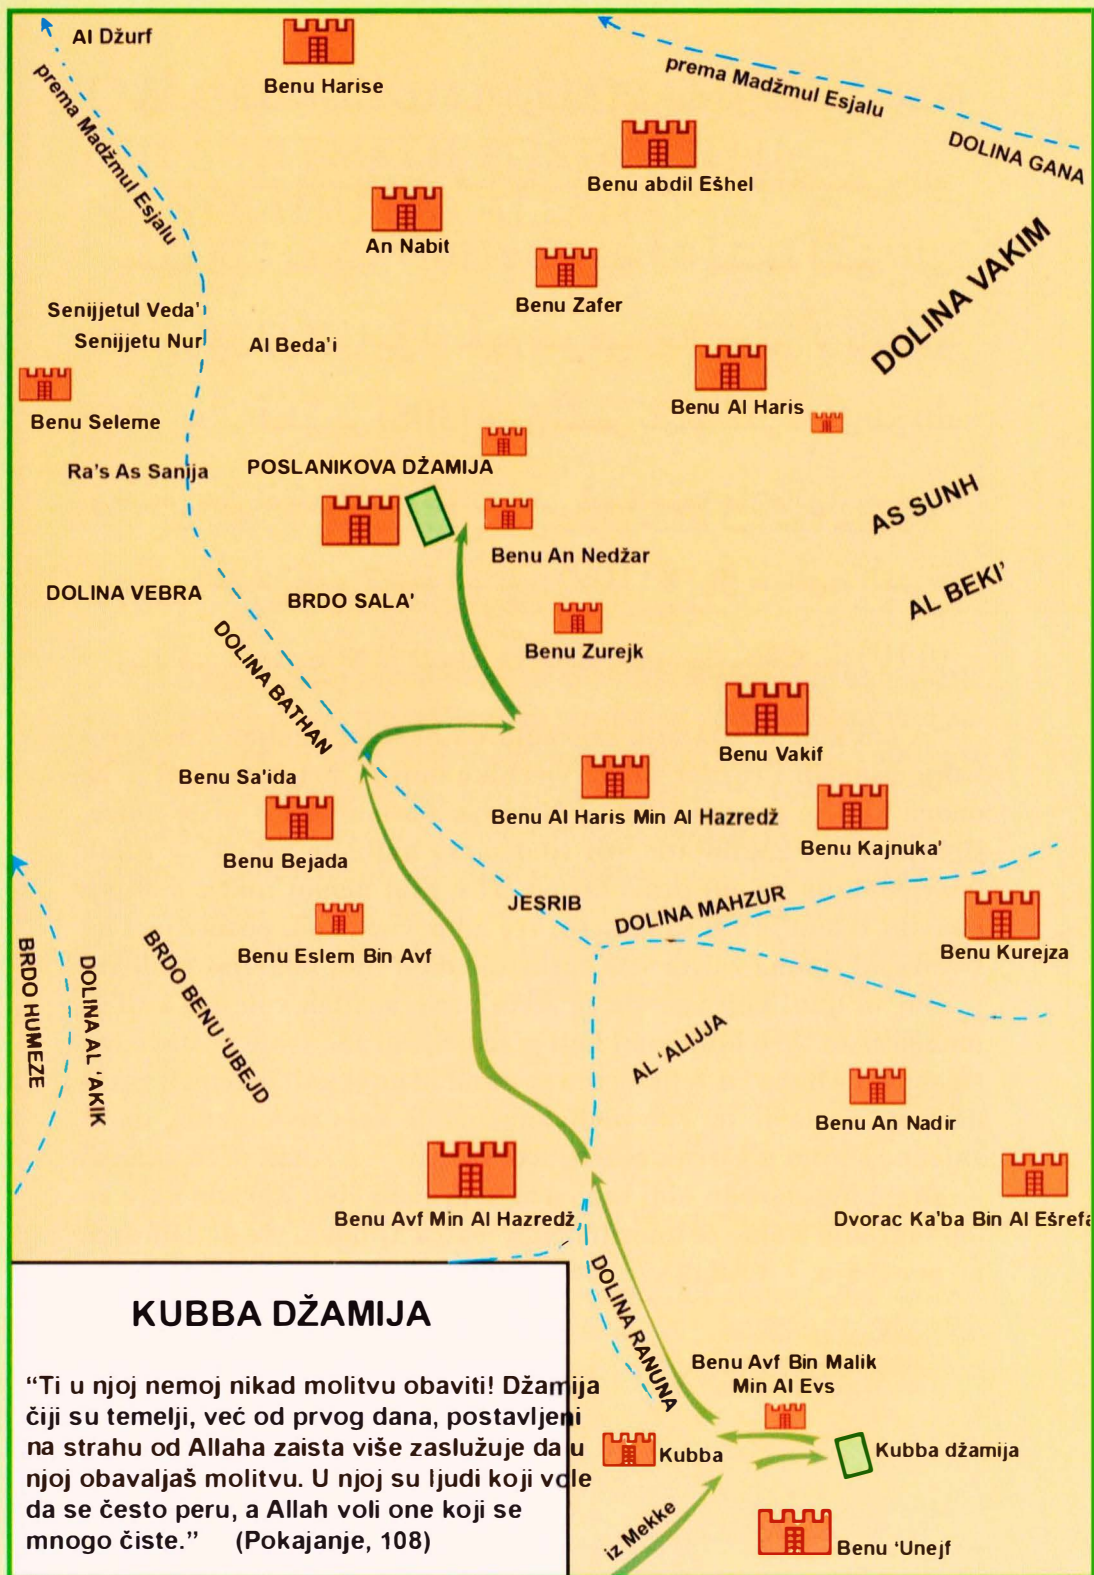 Al Džurf
Benu Harise
prema Madžmul Esjalu
prema Madžmul Esjalu
DOLINA GANA
Benu abdil Ešhel
An Nabit
Benu Zafer
DOLINA VAKIM
Senijjetul Veda'
Senijjetu Nur
Al Beda'i
Benu Seleme
Benu Al Haris
Ra's As Sanija
POSLANIKOVA DŽAMIJA
AS SUNH
Benu An Nedžar
DOLINA VEBRA
BRDO SALA'
AL BEKI'
Benu Zurejk
DOLINA BATHAN
Benu Vakif
Benu Sa'ida
Benu Al Haris Min Al Hazredž
Benu Kajnuka'
Benu Bejada
JESRIB
DOLINA MAHZUR
Benu Eslem Bin Avf
Benu Kurejza
BRDO HUMEZE
DOLINA AL 'AKIK
BRDO BENU 'UBEJD
AL 'ALIJJA
Benu An Nadir
Benu Avf Min Al Hazredž
Dvorac Ka'ba Bin Al Ešrefa
DOLINA RANUNA
Benu Avf Bin Malik
Min Al Evs
Kubba
Kubba džamija
iz Mekke
Benu 'Unejf
KUBBA DŽAMIJA
“Ti u njoj nemoj nikad molitvu obaviti! Džamija
čiji su temelji, već od prvog dana, postavljeni
na strahu od Allaha zaista više zaslužuje da u
njoj obavaljaš molitvu. U njoj su ljudi koji vole
da se često peru, a Allah voli one koji se
mnogo čiste.” (Pokajanje, 108)